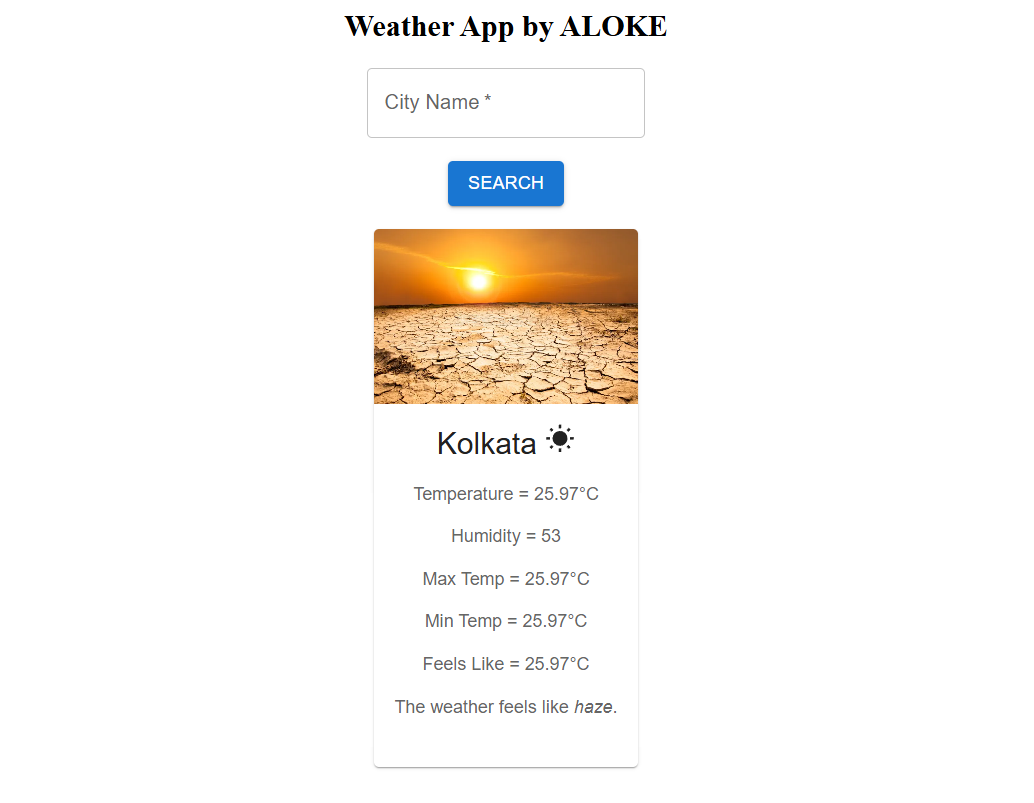 Weather App by ALOKE
City Name *
SEARCH
Kolkata
Temperature = 25.97°C
Humidity = 53
Max Temp = 25.97°C
Min Temp = 25.97°C
Feels Like = 25.97°C
The weather feels like haze.